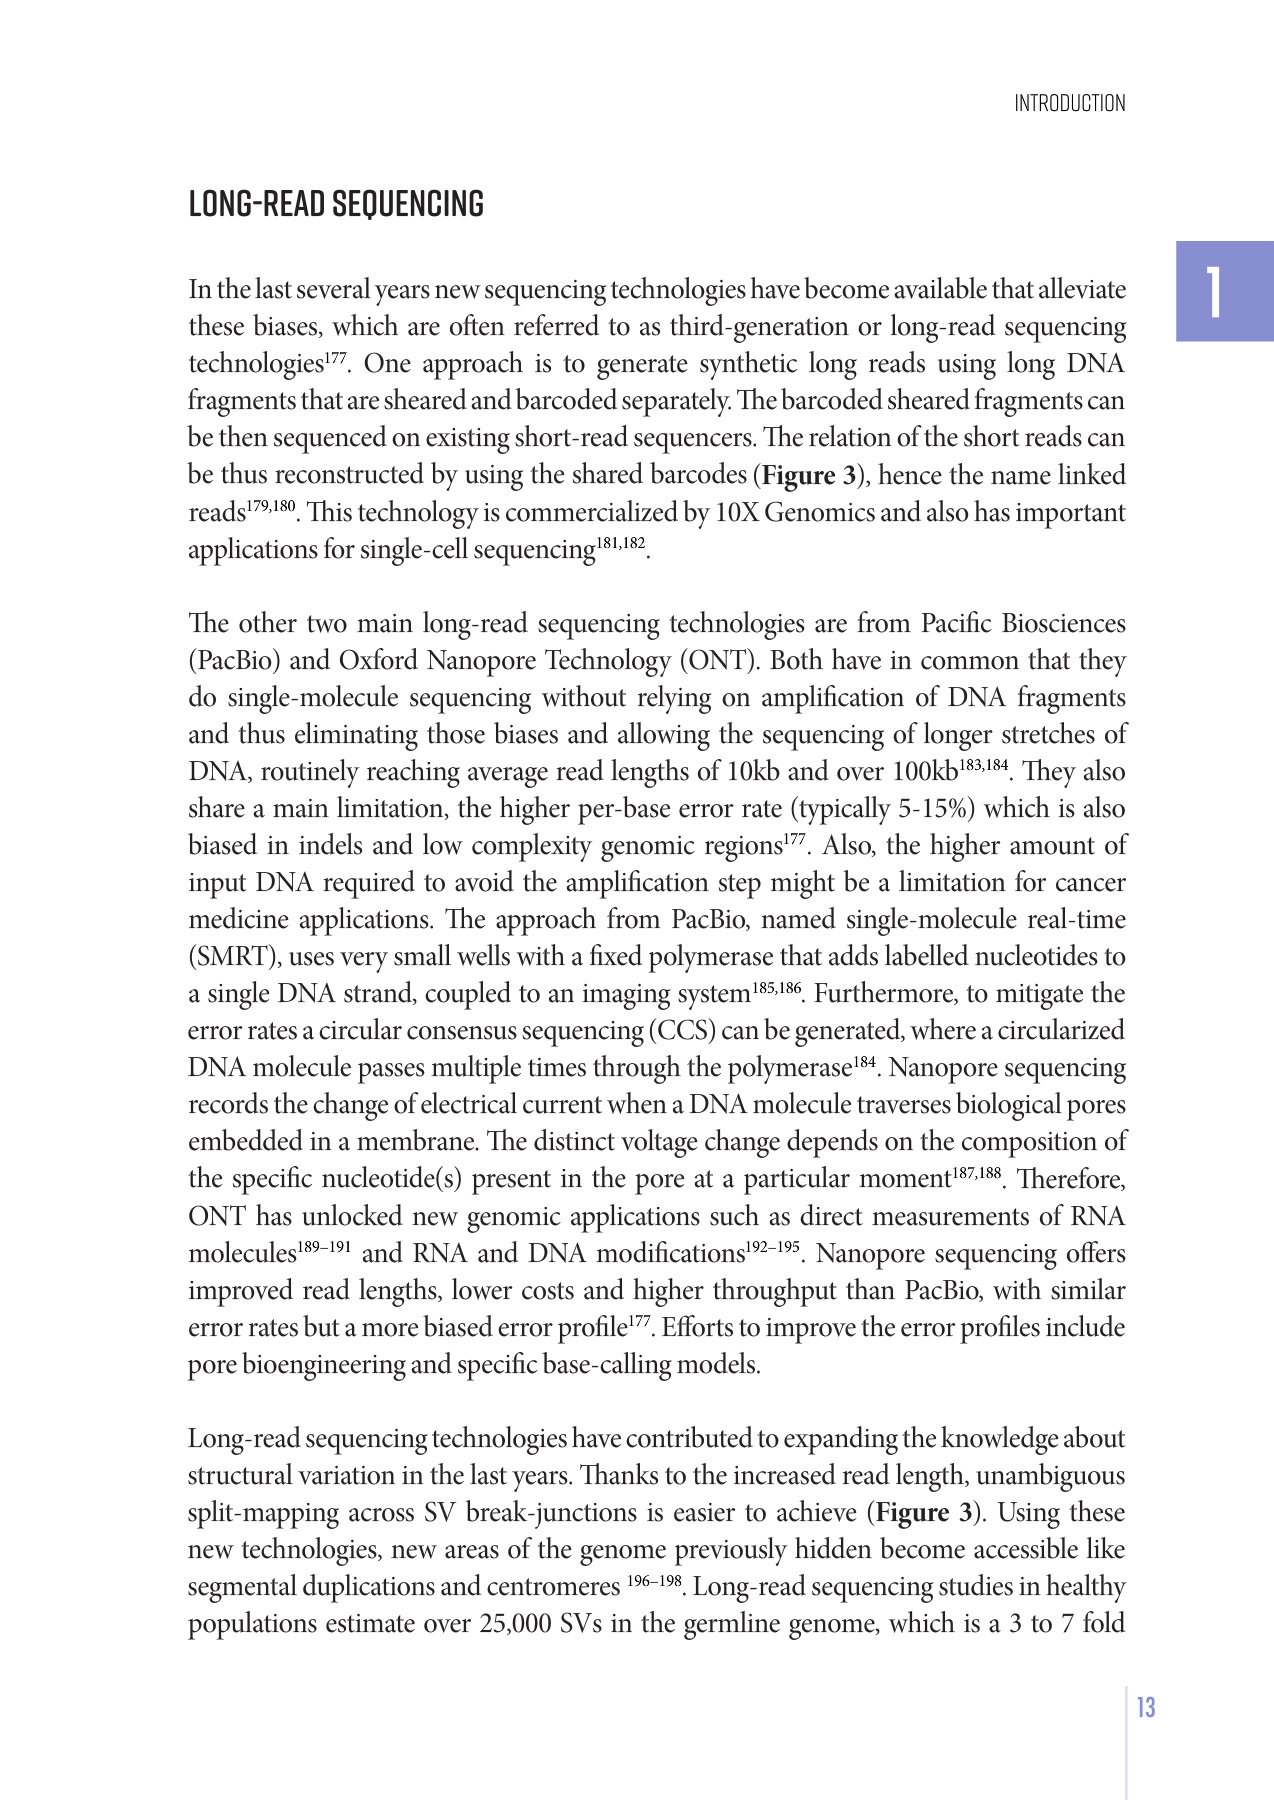 INTRODUCTION
LONG-READ SEQUENCING
1
In the last several years new sequencing technologies have become available that alleviate
these biases, which are often referred to as third-generation or long-read sequencing
technologies177. One approach is to generate synthetic long reads using long DNA
fragments that are sheared and barcoded separately. The barcoded sheared fragments can
be then sequenced on existing short-read sequencers. The relation of the short reads can
be thus reconstructed by using the shared barcodes (Figure 3), hence the name linked
reads179,180. This technology is commercialized by 10X Genomics and also has important
applications for single-cell sequencing181,182.
The other two main long-read sequencing technologies are from Pacific Biosciences
(PacBio) and Oxford Nanopore Technology (ONT). Both have in common that they
do single-molecule sequencing without relying on amplification of DNA fragments
and thus eliminating those biases and allowing the sequencing of longer stretches of
DNA, routinely reaching average read lengths of 10kb and over 100kb183,184. They also
share a main limitation, the higher per-base error rate (typically 5-15%) which is also
biased in indels and low complexity genomic regions177. Also, the higher amount of
input DNA required to avoid the amplification step might be a limitation for cancer
medicine applications. The approach from PacBio, named single-molecule real-time
(SMRT), uses very small wells with a fixed polymerase that adds labelled nucleotides to
a single DNA strand, coupled to an imaging system185,186. Furthermore, to mitigate the
error rates a circular consensus sequencing (CCS) can be generated, where a circularized
DNA molecule passes multiple times through the polymerase184. Nanopore sequencing
records the change of electrical current when a DNA molecule traverses biological pores
embedded in a membrane. The distinct voltage change depends on the composition of
the specific nucleotide(s) present in the pore at a particular moment187,188. Therefore,
ONT has unlocked new genomic applications such as direct measurements of RNA
molecules189–191 and RNA and DNA modifications192–195. Nanopore sequencing offers
improved read lengths, lower costs and higher throughput than PacBio, with similar
error rates but a more biased error profile177. Efforts to improve the error profiles include
pore bioengineering and specific base-calling models.
Long-read sequencing technologies have contributed to expanding the knowledge about
structural variation in the last years. Thanks to the increased read length, unambiguous
split-mapping across SV break-junctions is easier to achieve (Figure 3). Using these
new technologies, new areas of the genome previously hidden become accessible like
segmental duplications and centromeres 196–198. Long-read sequencing studies in healthy
populations estimate over 25,000 SVs in the germline genome, which is a 3 to 7 fold
13